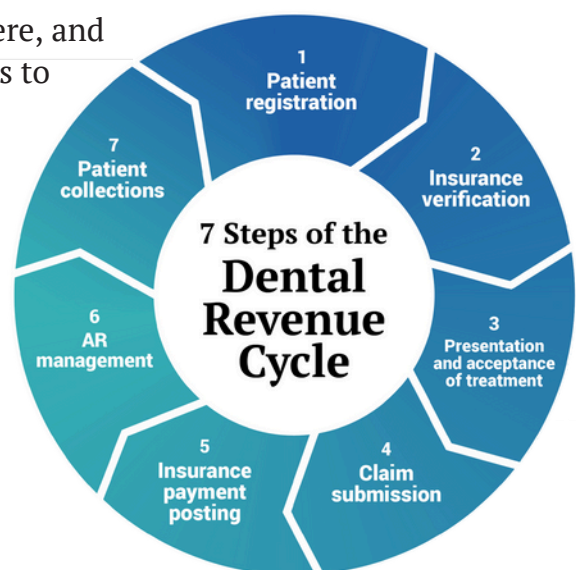 ere, and
s to
1
Patient
registration
2
Insurance
verification
3
Presentation
and acceptance
of treatment
4
Claim
submission
5
Insurance
payment
posting
6
AR
management
7
Patient
collections
7 Steps of the
Dental
Revenue
Cycle